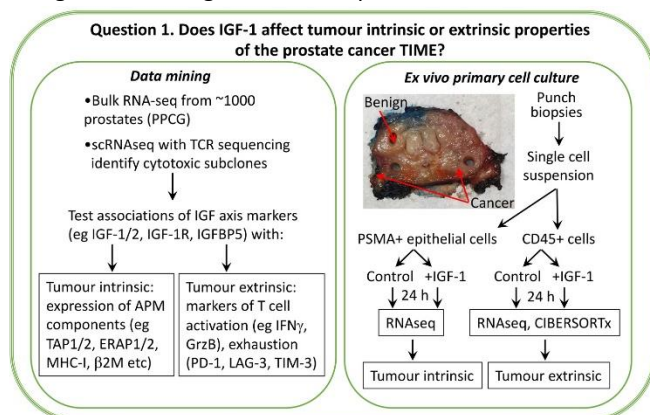 Question 1. Does IGF-1 affect tumour intrinsic or extrinsic properties
of the prostate cancer TIME?
Data mining
•Bulk RNA-seq from ~1000
prostates (PPCG)
•scRNAseq with TCR sequencing
identify cytotoxic subclones
Test associations of IGF axis markers
(eg IGF-1/2, IGF-1R, IGFBP5) with:
Tumour intrinsic:
expression of APM
components (eg
TAP1/2, ERAP1/2,
MHC-I, β2M etc)
Tumour extrinsic:
markers of T cell
activation (eg IFNγ,
GrzB), exhaustion
(PD-1, LAG-3, TIM-3)
Ex vivo primary cell culture
Benign
Cancer
Punch
biopsies
Single cell
suspension
PSMA+ epithelial cells
CD45+ cells
Control +IGF-1
24 h
RNAseq
Tumour intrinsic
Control +IGF-1
24 h
RNAseq, CIBERSORTx
Tumour extrinsic